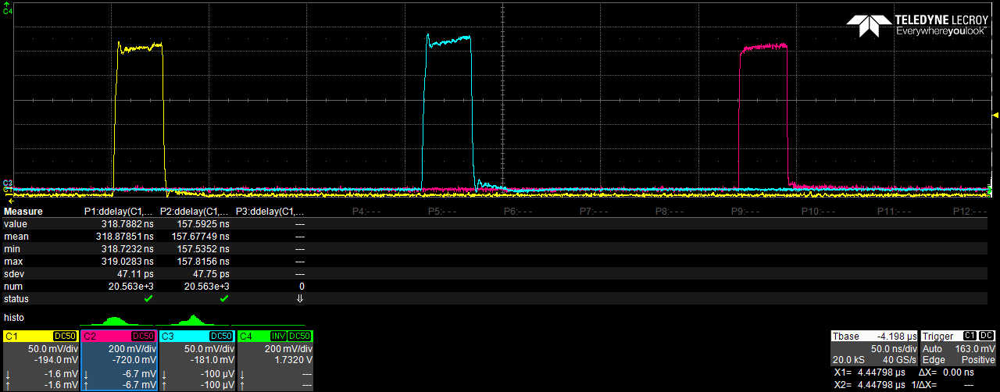 C4
TELEDYNE LECROY
Everywhereyoulook™
C3
C1
Measure P1:ddelay(C1,... P2:ddelay(C1,... P3:ddelay(C1,... P4:--- P5:--- P6:--- P7:--- P8:--- P9:--- P10:--- P11:--- P12:---
value 318.7882 ns 157.5925 ns ---
mean 318.87851 ns 157.67749 ns ---
min 318.7232 ns 157.5352 ns ---
max 319.0283 ns 157.8156 ns ---
sdev 47.11 ps 47.75 ps ---
num 20.563e+3 20.563e+3 0
status
histo
C1 DC50 C2 DC50 C3 DC50 C4 INV DC50 Tbase -4.198 µs Trigger C1 DC
50.0 mV/div 200 mV/div 50.0 mV/div 200 mV/div 50.0 ns/div Auto 163.0 mV
-194.0 mV -720.0 mV -181.0 mV 1.7320 V 20.0 kS 40 GS/s Edge Positive
-1.6 mV -6.7 mV -100 µV --- X1= 4.44798 µs ΔX= 0.00 ns
-1.6 mV -6.7 mV -100 µV --- X2= 4.44798 µs 1/ΔX= ---